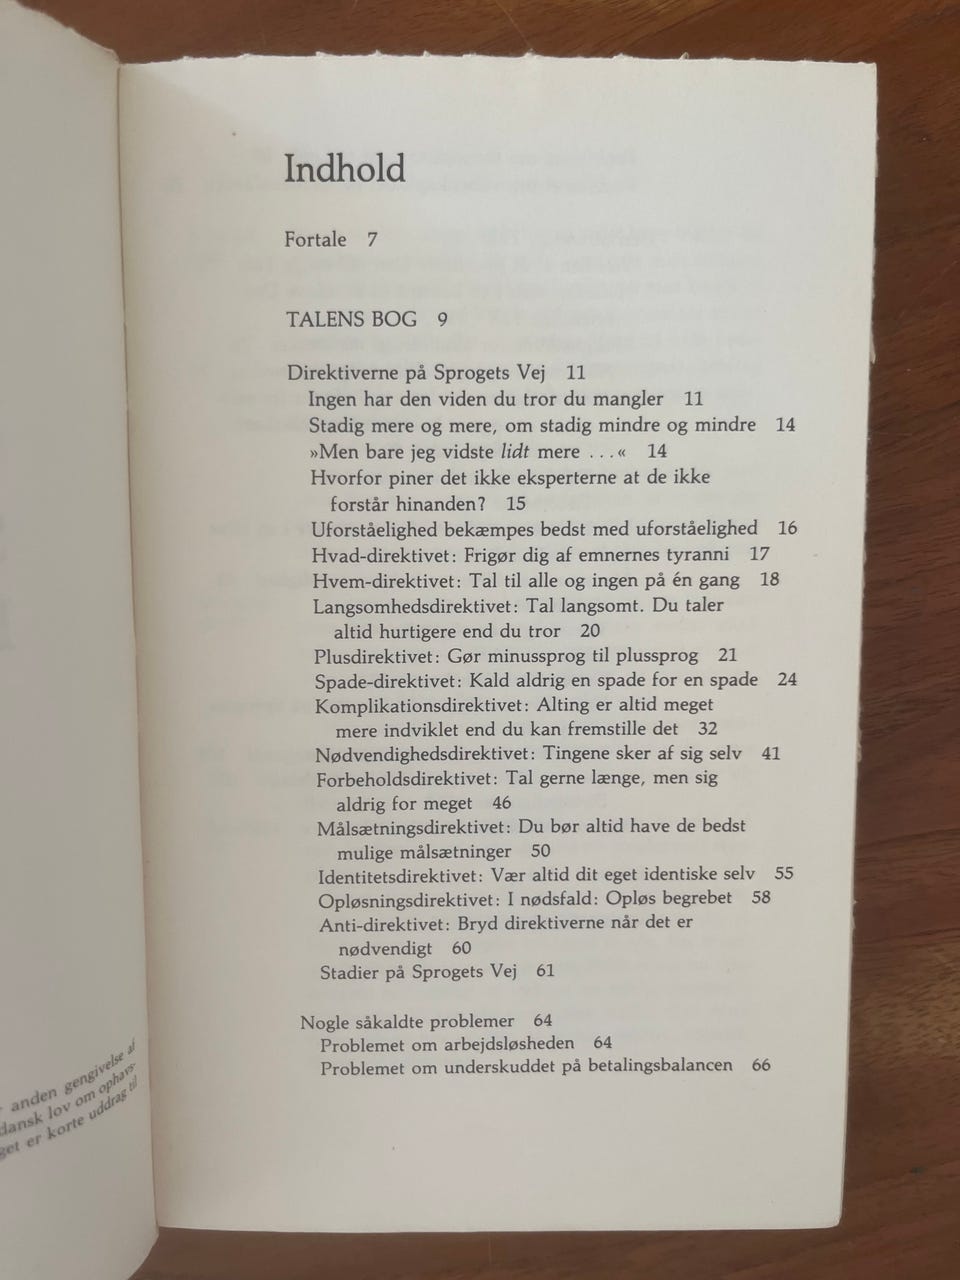 Indhold
Fortale 7
TALENS BOG 9
Direktiverne på Sprogets Vej 11
Ingen har den viden du tror du mangler 11
Stadig mere og mere, om stadig mindre og mindre 14
»Men bare jeg vidste lidt mere ...« 14
Hvorfor piner det ikke eksperterne at de ikke
forstår hinanden? 15
Uforståelighed bekæmpes bedst med uforståelighed 16
Hvad-direktivet: Frigør dig af emnernes tyranni 17
Hvem-direktivet: Tal til alle og ingen på én gang 18
Langsomhedsdirektivet: Tal langsomt. Du taler
altid hurtigere end du tror 20
Plusdirektivet: Gør minussprog til plussprog 21
Spade-direktivet: Kald aldrig en spade for en spade 24
Komplikationsdirektivet: Alting er altid meget
mere indviklet end du kan fremstille det 32
Nødvendighedsdirektivet: Tingene sker af sig selv 41
Forbeholdsdirektivet: Tal gerne længe, men sig
aldrig for meget 46
Målsætningsdirektivet: Du bør altid have de bedst
mulige målsætninger 50
Identitetsdirektivet: Vær altid dit eget identiske selv 55
Opløsningsdirektivet: I nødsfald: Opløs begrebet 58
Anti-direktivet: Bryd direktiverne når det er
nødvendigt 60
Stadier på Sprogets Vej 61
Nogle såkaldte problemer 64
Problemet om arbejdsløsheden 64
Problemet om underskuddet på betalingsbalancen 66
anden gengivelse af
dansk lov om ophavs-
er korte uddrag til